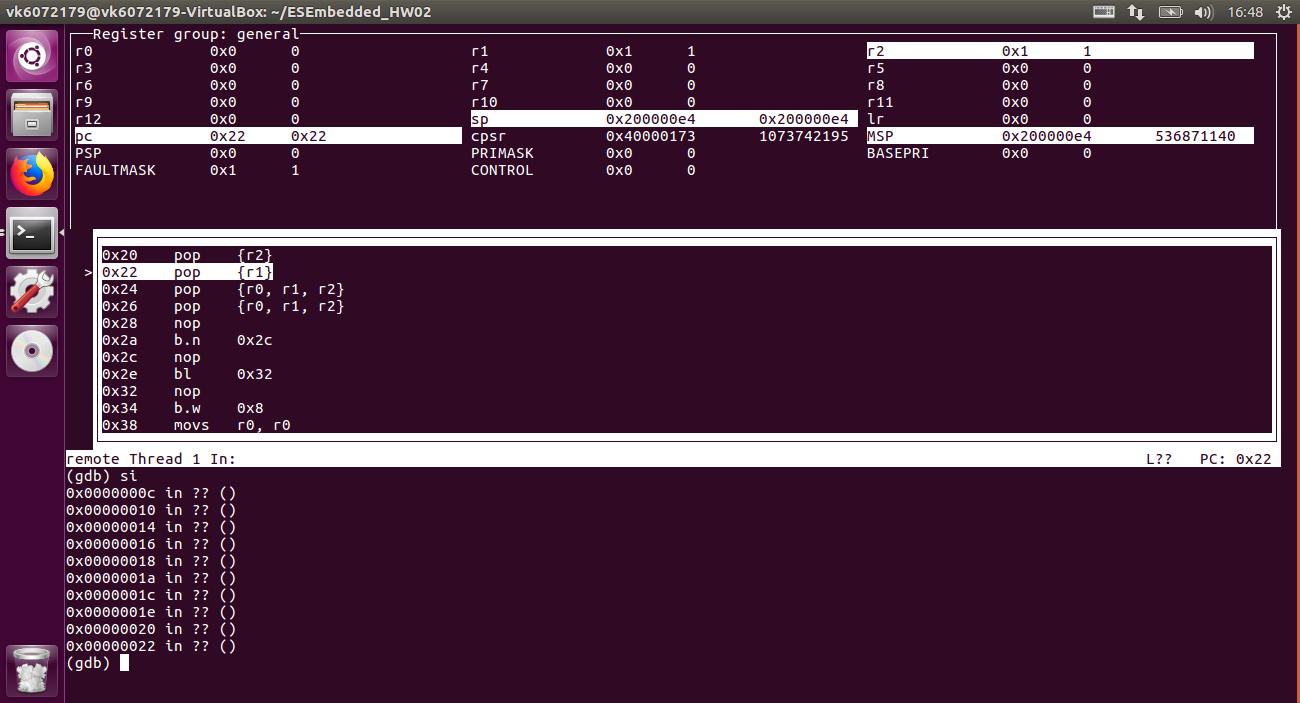 vk6072179@vk6072179-VirtualBox: ~/ESEmbedded_HW02 16:48
Register group: general
r0 0x0 0 r1 0x1 1 r2 0x1 1
r3 0x0 0 r4 0x0 0 r5 0x0 0
r6 0x0 0 r7 0x0 0 r8 0x0 0
r9 0x0 0 r10 0x0 0 r11 0x0 0
r12 0x0 0 sp 0x200000e4 0x200000e4 lr 0x0 0
pc 0x22 0x22 cpsr 0x40000173 1073742195 MSP 0x200000e4 536871140
PSP 0x0 0 PRIMASK 0x0 0 BASEPRI 0x0 0
FAULTMASK 0x1 1 CONTROL 0x0 0
0x20 pop {r2}
> 0x22 pop {r1}
0x24 pop {r0, r1, r2}
0x26 pop {r0, r1, r2}
0x28 nop
0x2a b.n 0x2c
0x2c nop
0x2e bl 0x32
0x32 nop
0x34 b.w 0x8
0x38 movs r0, r0
remote Thread 1 In: L?? PC: 0x22
(gdb) si
0x0000000c in ?? ()
0x00000010 in ?? ()
0x00000014 in ?? ()
0x00000016 in ?? ()
0x00000018 in ?? ()
0x0000001a in ?? ()
0x0000001c in ?? ()
0x0000001e in ?? ()
0x00000020 in ?? ()
0x00000022 in ?? ()
(gdb)